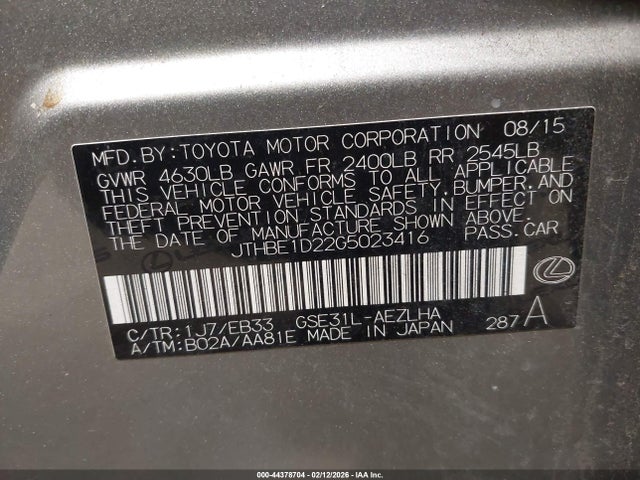 MFD. BY: TOYOTA MOTOR CORPORATION 08/15
GVWR 4630LB GAWR FR 2400LB RR 2545LB
THIS VEHICLE CONFORMS TO ALL APPLICABLE
FEDERAL MOTOR VEHICLE SAFETY, BUMPER, AND
THEFT PREVENTION STANDARDS IN EFFECT ON
THE DATE OF MANUFACTURE SHOWN ABOVE.
JTHBE1D22G5023416 PASS. CAR
C/TR: 1J7/EB33 GSE31L-AEZLHA
A/TM: B02A/AA81E MADE IN JAPAN 287 A
000-44378704 - 02/12/2026 - IAA Inc.